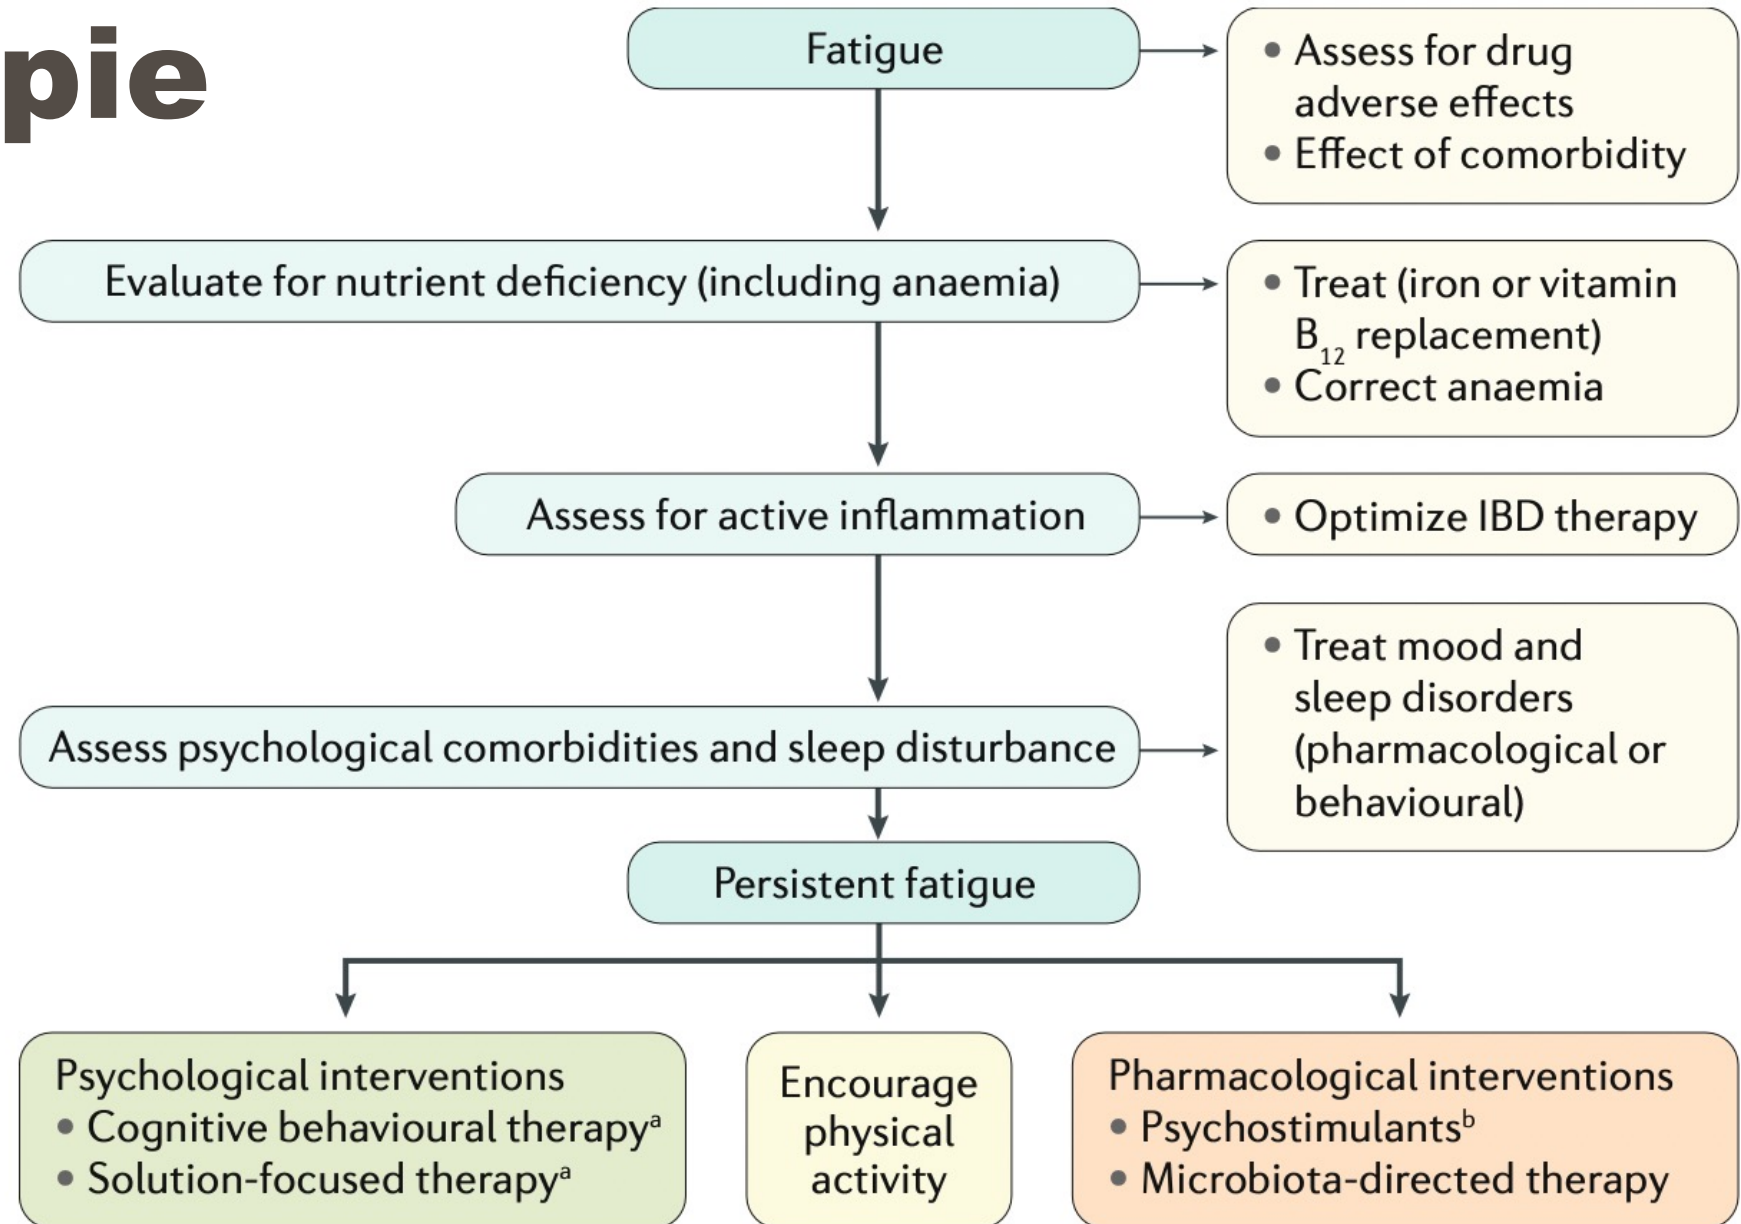 pie
Fatigue
• Assess for drug
adverse effects
• Effect of comorbidity
Evaluate for nutrient deficiency (including anaemia)
• Treat (iron or vitamin
B₁₂ replacement)
• Correct anaemia
Assess for active inflammation
• Optimize IBD therapy
Assess psychological comorbidities and sleep disturbance
• Treat mood and
sleep disorders
(pharmacological or
behavioural)
Persistent fatigue
Psychological interventions
• Cognitive behavioural therapyᵃ
• Solution-focused therapyᵃ
Encourage
physical
activity
Pharmacological interventions
• Psychostimulantsᵇ
• Microbiota-directed therapy